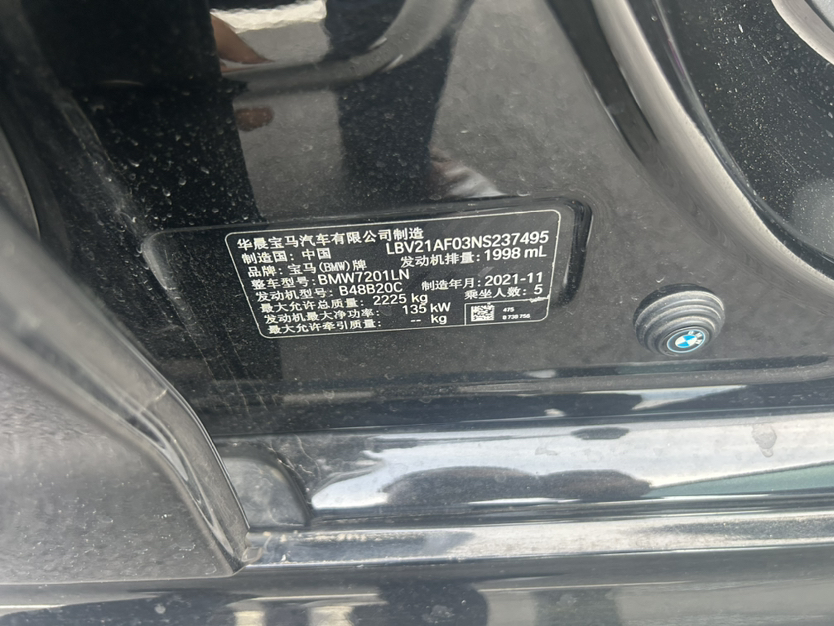 华晨宝马汽车有限公司制造
制造国：中国 LBV21AF03NS237495
品牌：宝马(BMW)牌 发动机排量：1998 mL
整车型号：BMW7201LN
发动机型号：B48B20C 制造年月：2021-11
最大允许总质量：2225 kg 乘坐人数：5
发动机最大净功率：135 kW
最大允许牵引质量：-- kg
475
8 738 756